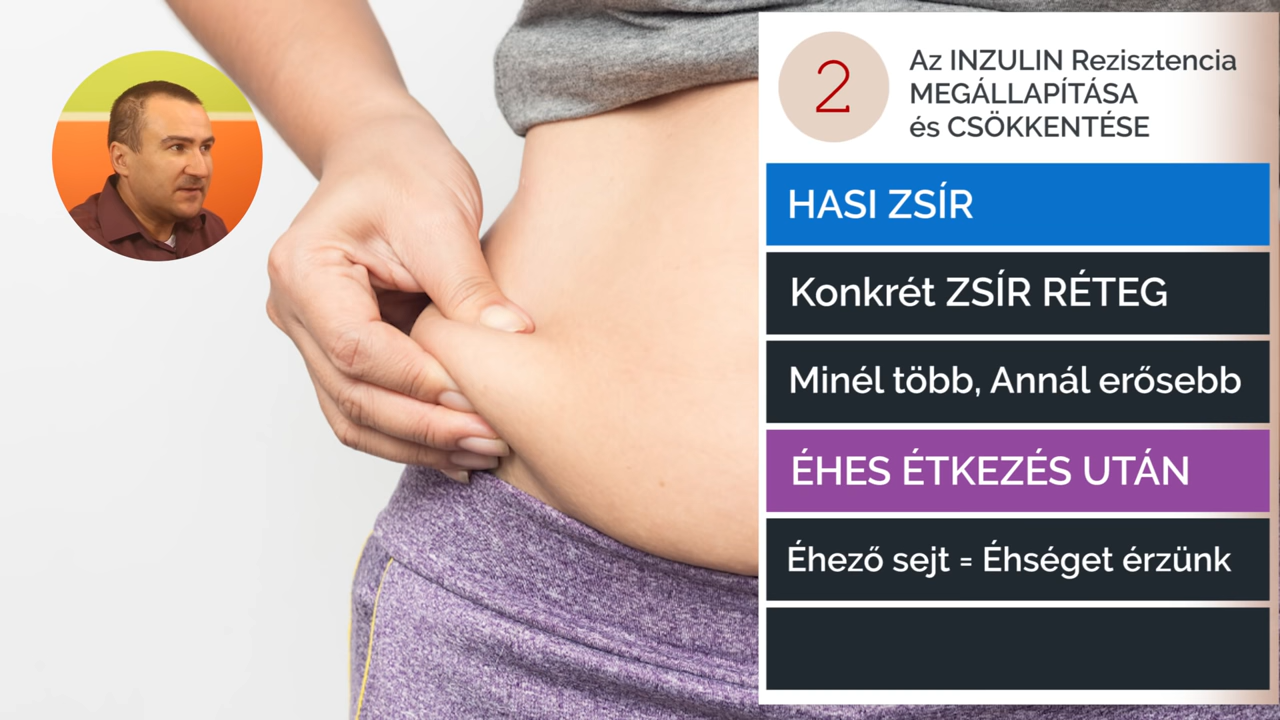 2
Az INZULIN Rezisztencia
MEGÁLLAPÍTÁSA
és CSÖKKENTÉSE
HASI ZSÍR
Konkrét ZSÍR RÉTEG
Minél több, Annál erősebb
ÉHES ÉTKEZÉS UTÁN
Éhező sejt = Éhséget érzünk